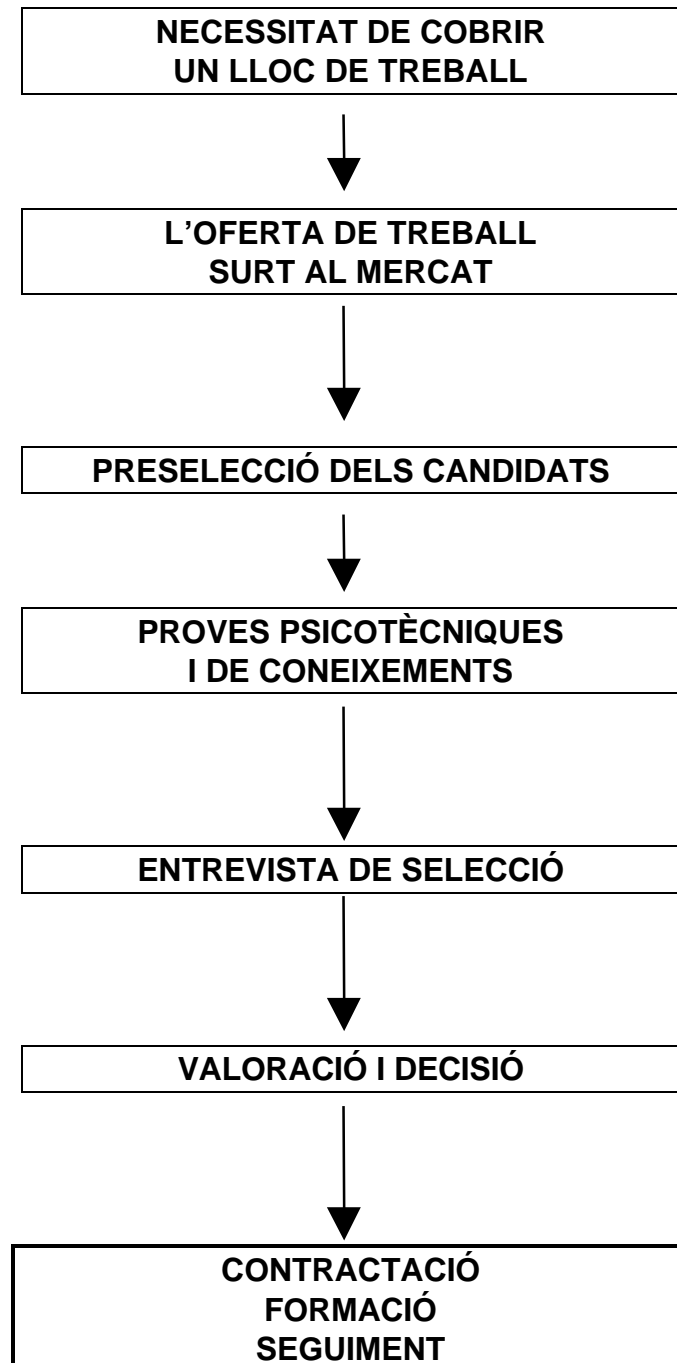 NECESSITAT DE COBRIR
UN LLOC DE TREBALL
L’OFERTA DE TREBALL
SURT AL MERCAT
PRESELECCIÓ DELS CANDIDATS
PROVES PSICOTÈCNIQUES
I DE CONEIXEMENTS
ENTREVISTA DE SELECCIÓ
VALORACIÓ I DECISIÓ
CONTRACTACIÓ
FORMACIÓ
SEGUIMENT